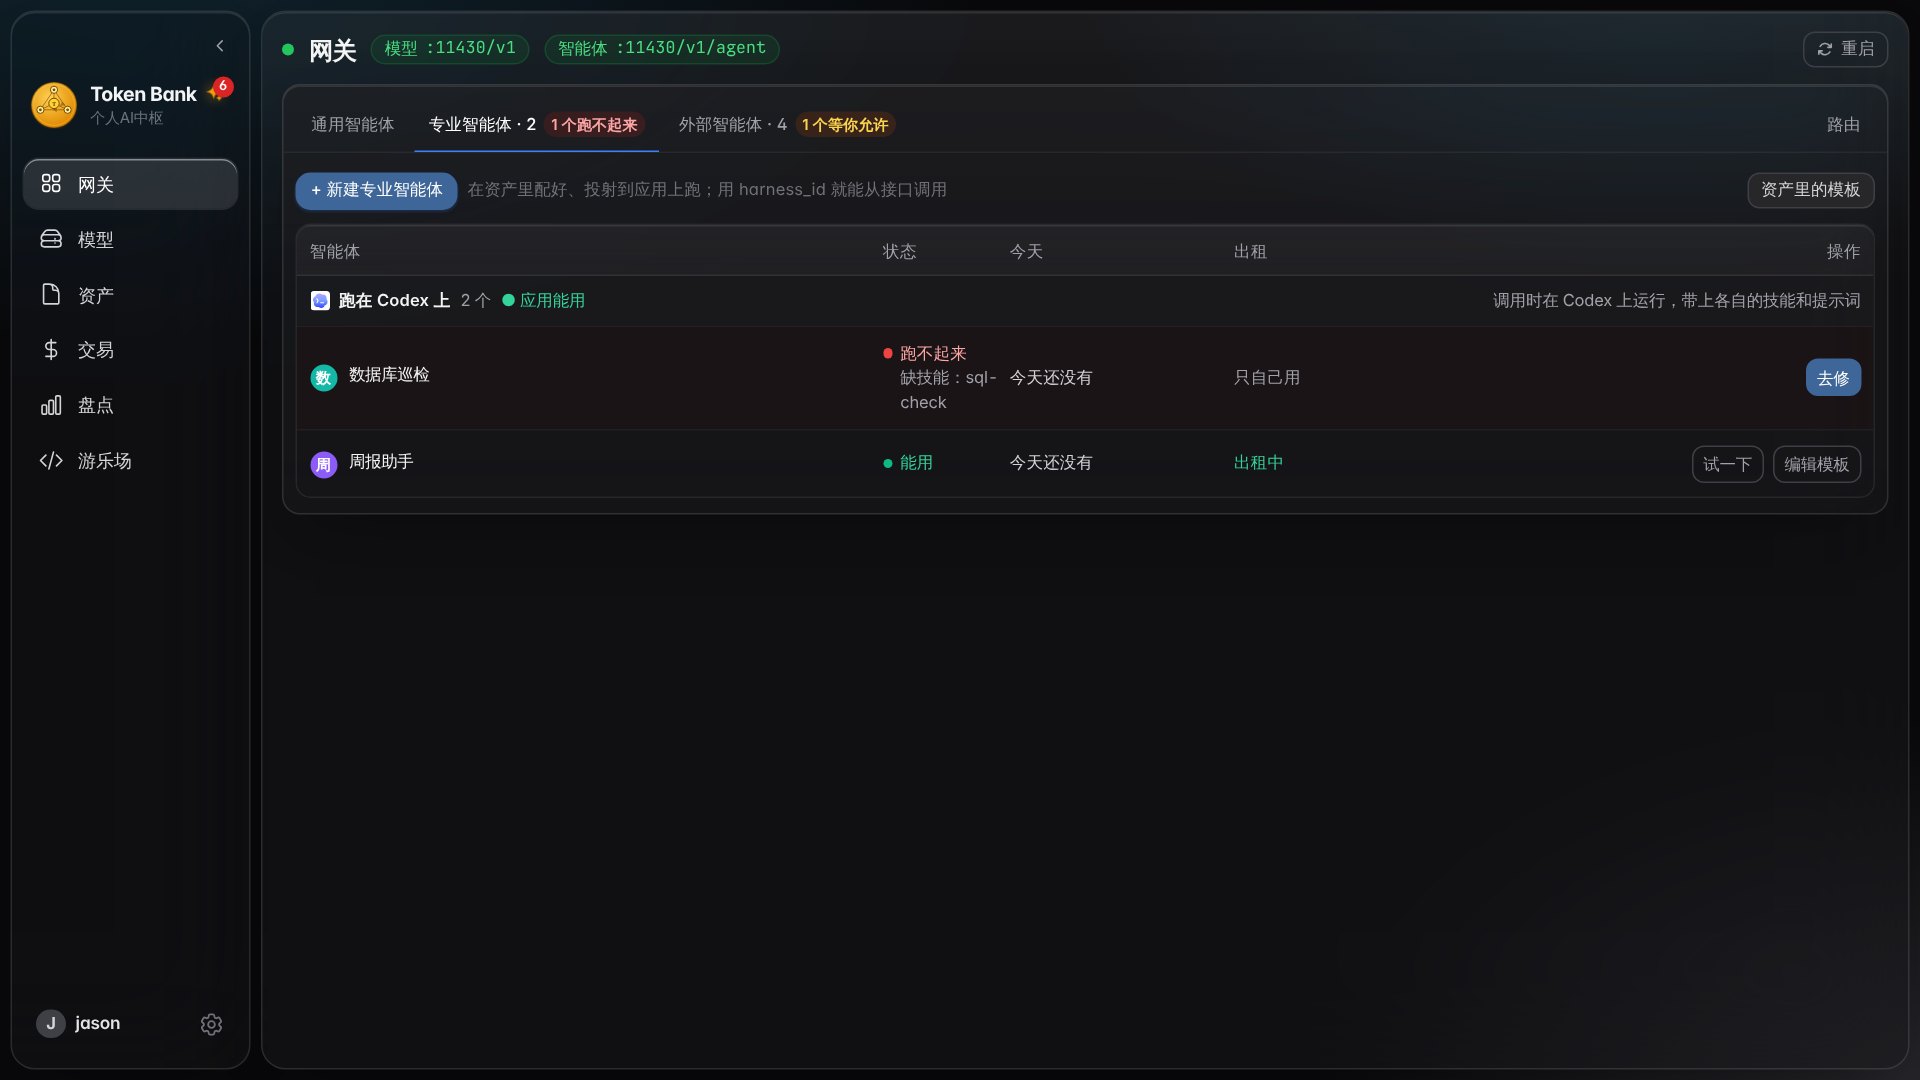 Token Bank
6
个人AI中枢
网关
模型
资产
交易
盘点
游乐场
J jason
网关 模型 :11430/v1 智能体 :11430/v1/agent 重启
通用智能体 专业智能体 · 2 1 个跑不起来 外部智能体 · 4 1 个等你允许 路由
+ 新建专业智能体 在资产里配好、投射到应用上跑；用 harness_id 就能从接口调用 资产里的模板
智能体 状态 今天 出租 操作
跑在 Codex 上 2 个 应用能用 调用时在 Codex 上运行，带上各自的技能和提示词
数 数据库巡检 跑不起来
缺技能：sql-
check
今天还没有 只自己用 去修
周 周报助手 能用 今天还没有 出租中 试一下 编辑模板